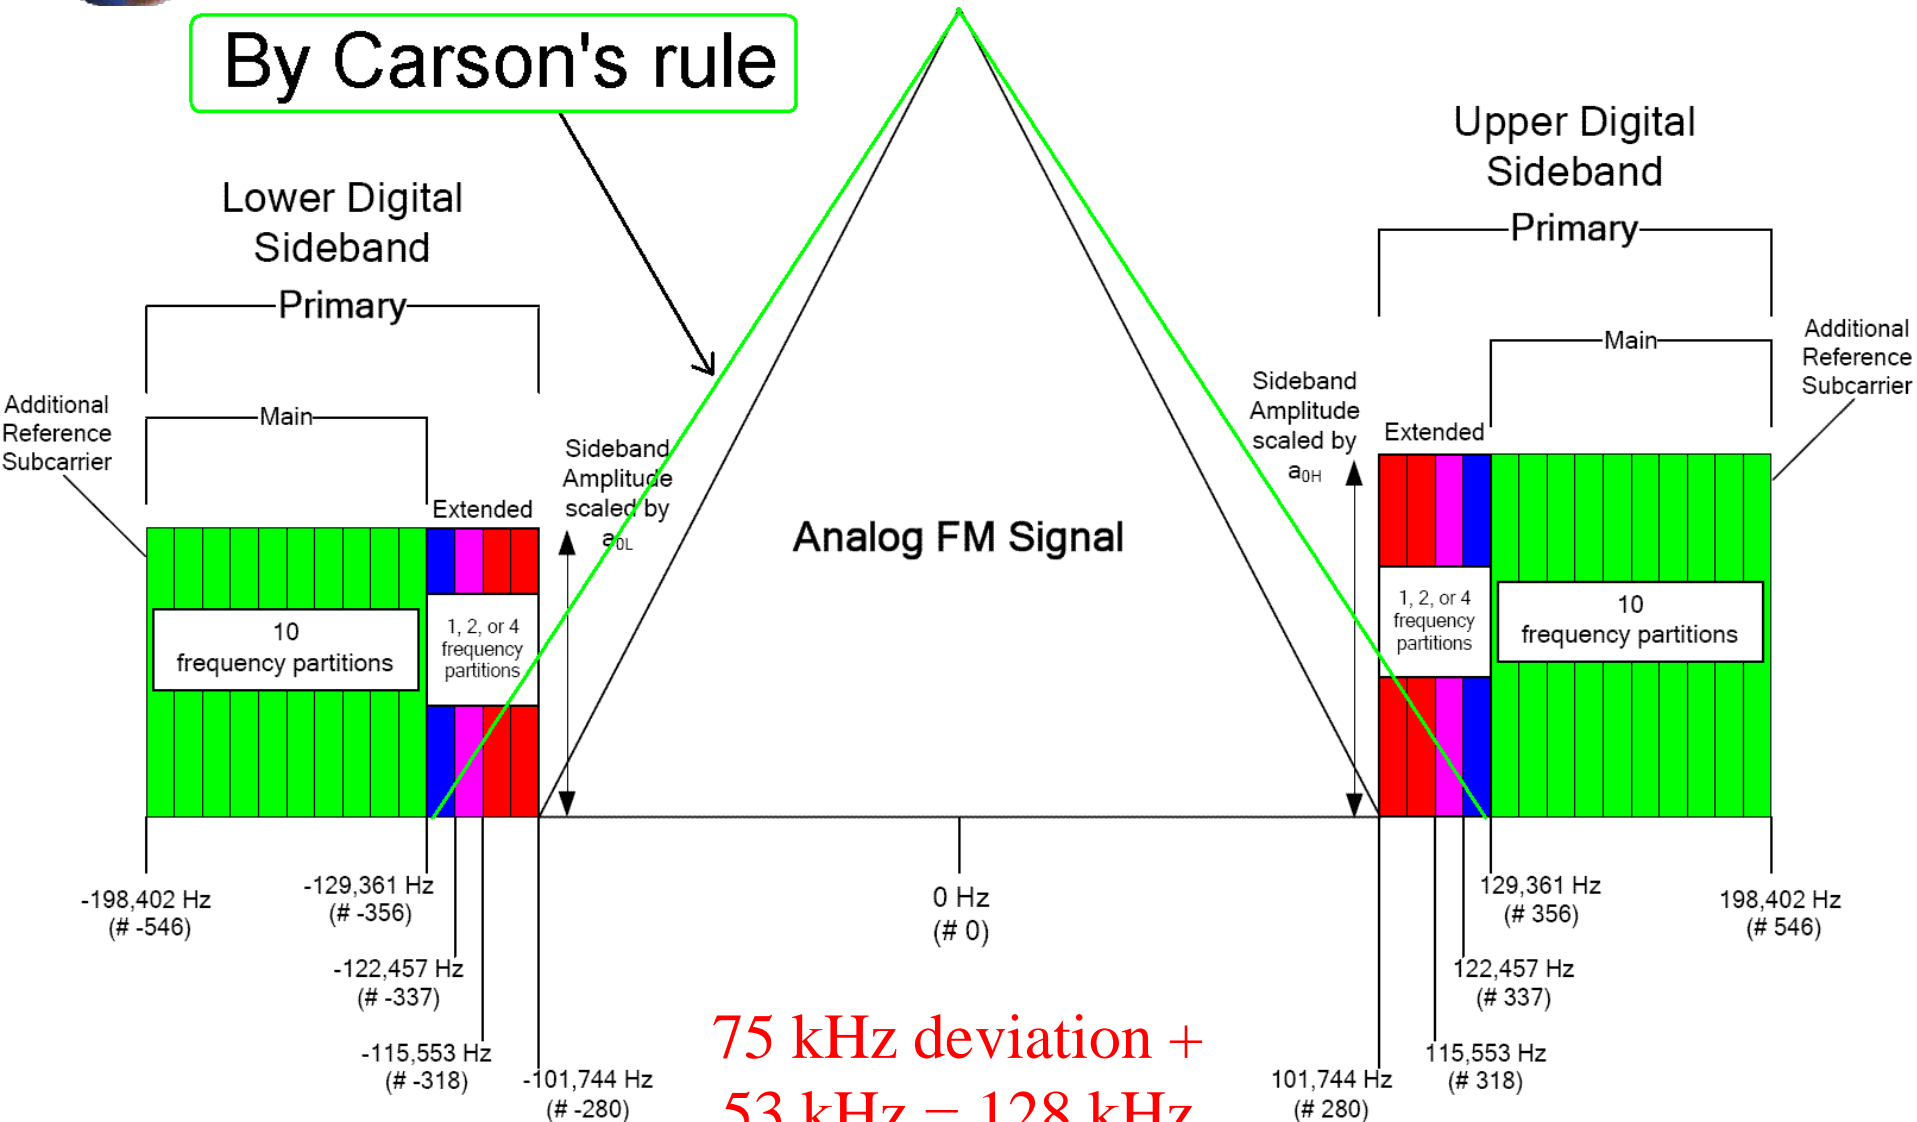 By Carson's rule
Upper Digital
Sideband
Primary
Lower Digital
Sideband
Primary
Main
Additional
Reference
Subcarrier
Main
Additional
Reference
Subcarrier
Sideband
Amplitude
scaled by
a0H
Extended
Sideband
Amplitude
scaled by
a0L
Extended
Analog FM Signal
10
frequency partitions
1, 2, or 4
frequency
partitions
1, 2, or 4
frequency
partitions
10
frequency partitions
-198,402 Hz
(# -546)
-129,361 Hz
(# -356)
-122,457 Hz
(# -337)
-115,553 Hz
(# -318)
-101,744 Hz
(# -280)
0 Hz
(# 0)
101,744 Hz
(# 280)
115,553 Hz
(# 318)
122,457 Hz
(# 337)
129,361 Hz
(# 356)
198,402 Hz
(# 546)
75 kHz deviation +
53 kHz = 128 kHz